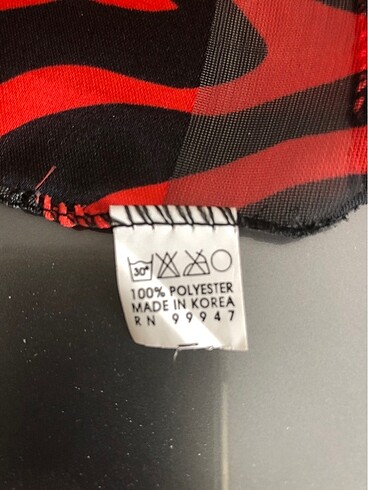 30°
100% POLYESTER
MADE IN KOREA
RN 99947